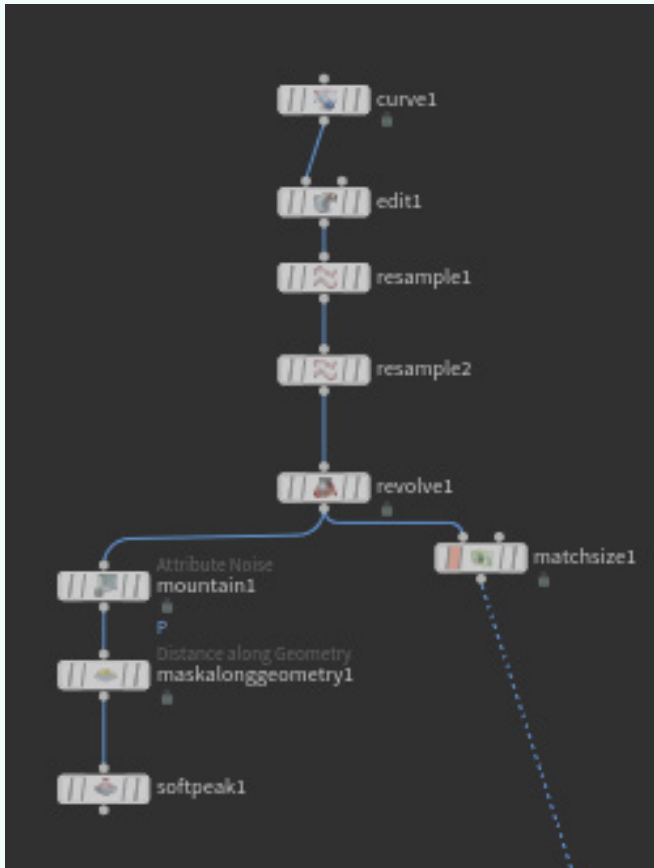 curve1
edit1
resample1
resample2
revolve1
matchsize1
Attribute Noise
mountain1
P
Distance along Geometry
maskalonggeometry1
softpeak1